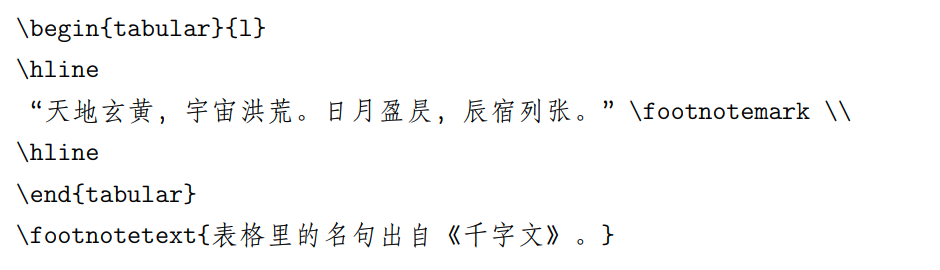 \begin{tabular}{l}
\hline
“天地玄黄，宇宙洪荒。日月盈昃，辰宿列张。”\footnotemark \\
\hline
\end{tabular}
\footnotetext{表格里的名句出自《千字文》。}